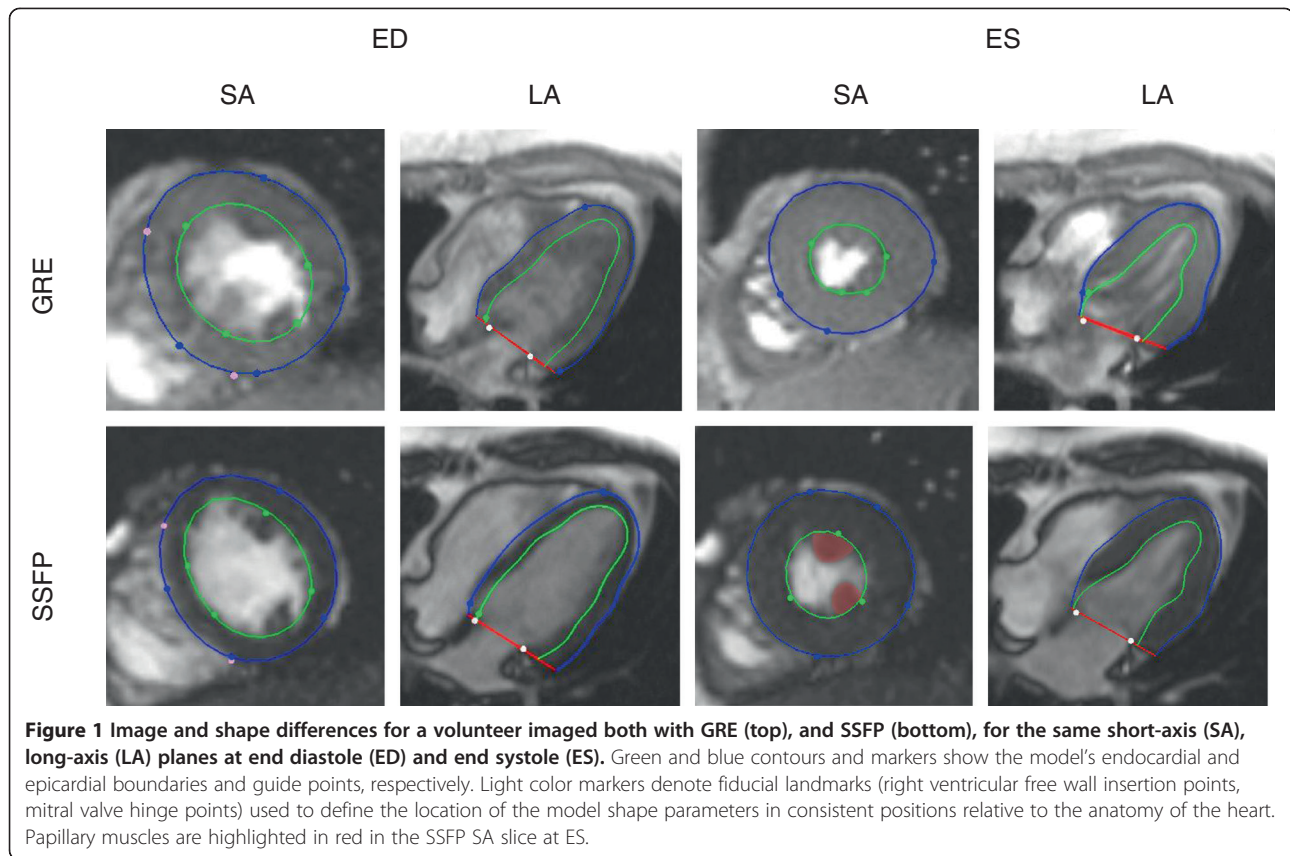 ED ES
SA LA SA LA
GRE
SSFP
Figure 1 Image and shape differences for a volunteer imaged both with GRE (top), and SSFP (bottom), for the same short-axis (SA),
long-axis (LA) planes at end diastole (ED) and end systole (ES). Green and blue contours and markers show the model's endocardial and
epicardial boundaries and guide points, respectively. Light color markers denote fiducial landmarks (right ventricular free wall insertion points,
mitral valve hinge points) used to define the location of the model shape parameters in consistent positions relative to the anatomy of the heart.
Papillary muscles are highlighted in red in the SSFP SA slice at ES.